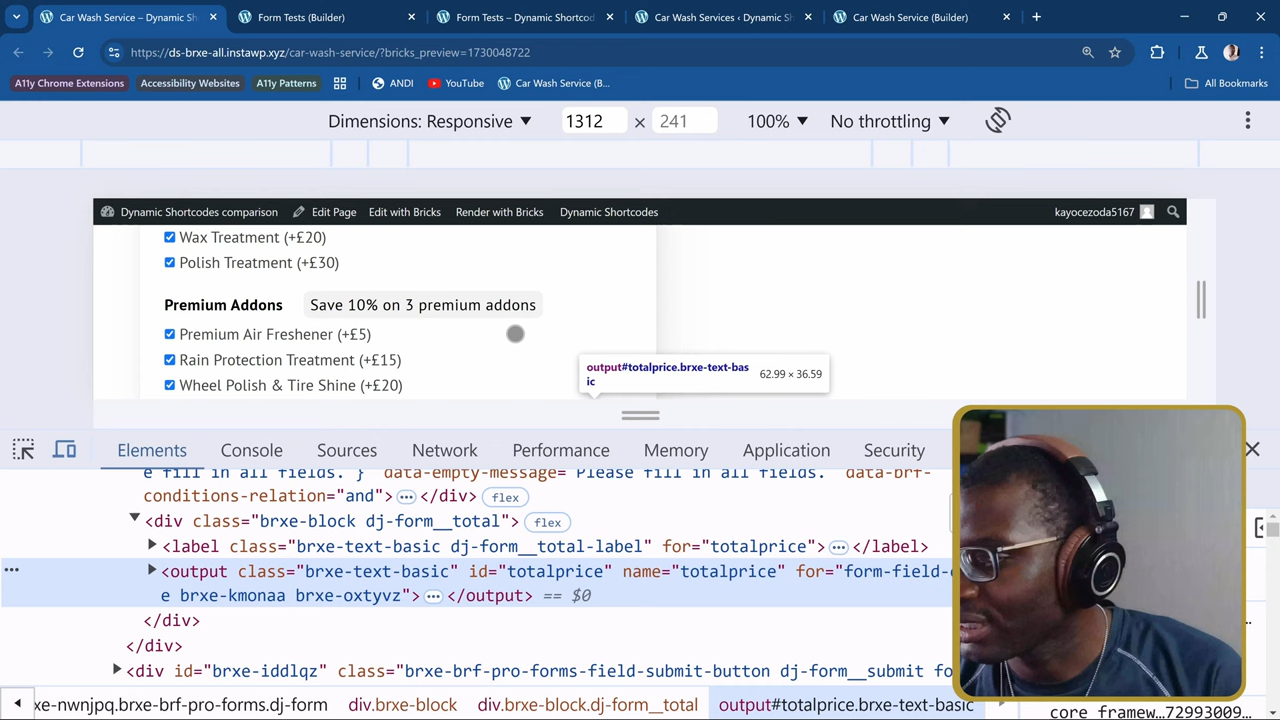 Car Wash Service – Dynamic Sh
Form Tests (Builder)
Form Tests – Dynamic Shortcod
Car Wash Services ‹ Dynamic Sh
Car Wash Service (Builder)
https://ds-brxe-all.instawp.xyz/car-wash-service/?bricks_preview=1730048722
A11y Chrome Extensions
Accessibility Websites
A11y Patterns
ANDI
YouTube
Car Wash Service (B...
All Bookmarks
Dimensions: Responsive
1312
×
241
100%
No throttling
Dynamic Shortcodes comparison
Edit Page
Edit with Bricks
Render with Bricks
Dynamic Shortcodes
kayocezoda5167
Wax Treatment (+£20)
Polish Treatment (+£30)
Premium Addons
Save 10% on 3 premium addons
Premium Air Freshener (+£5)
Rain Protection Treatment (+£15)
Wheel Polish & Tire Shine (+£20)
output#totalprice.brxe-text-bas
ic
62.99 × 36.59
Elements
Console
Sources
Network
Performance
Memory
Application
Security
e fill in all fields. } data-empty-message= Please fill in all fields. data-brf-
conditions-relation="and"> ••• </div> flex
<div class="brxe-block dj-form__total"> flex
<label class="brxe-text-basic dj-form__total-label" for="totalprice"> ••• </label>
<output class="brxe-text-basic" id="totalprice" name="totalprice" for="form-field-
e brxe-kmonaa brxe-oxtyvz"> ••• </output> == $0
</div>
</div>
<div id="brxe-iddlqz" class="brxe-brf-pro-forms-field-submit-button dj-form__submit fo
xe-nwnjpq.brxe-brf-pro-forms.dj-form
div.brxe-block
div.brxe-block.dj-form__total
output#totalprice.brxe-text-basic
core framew…72993009…